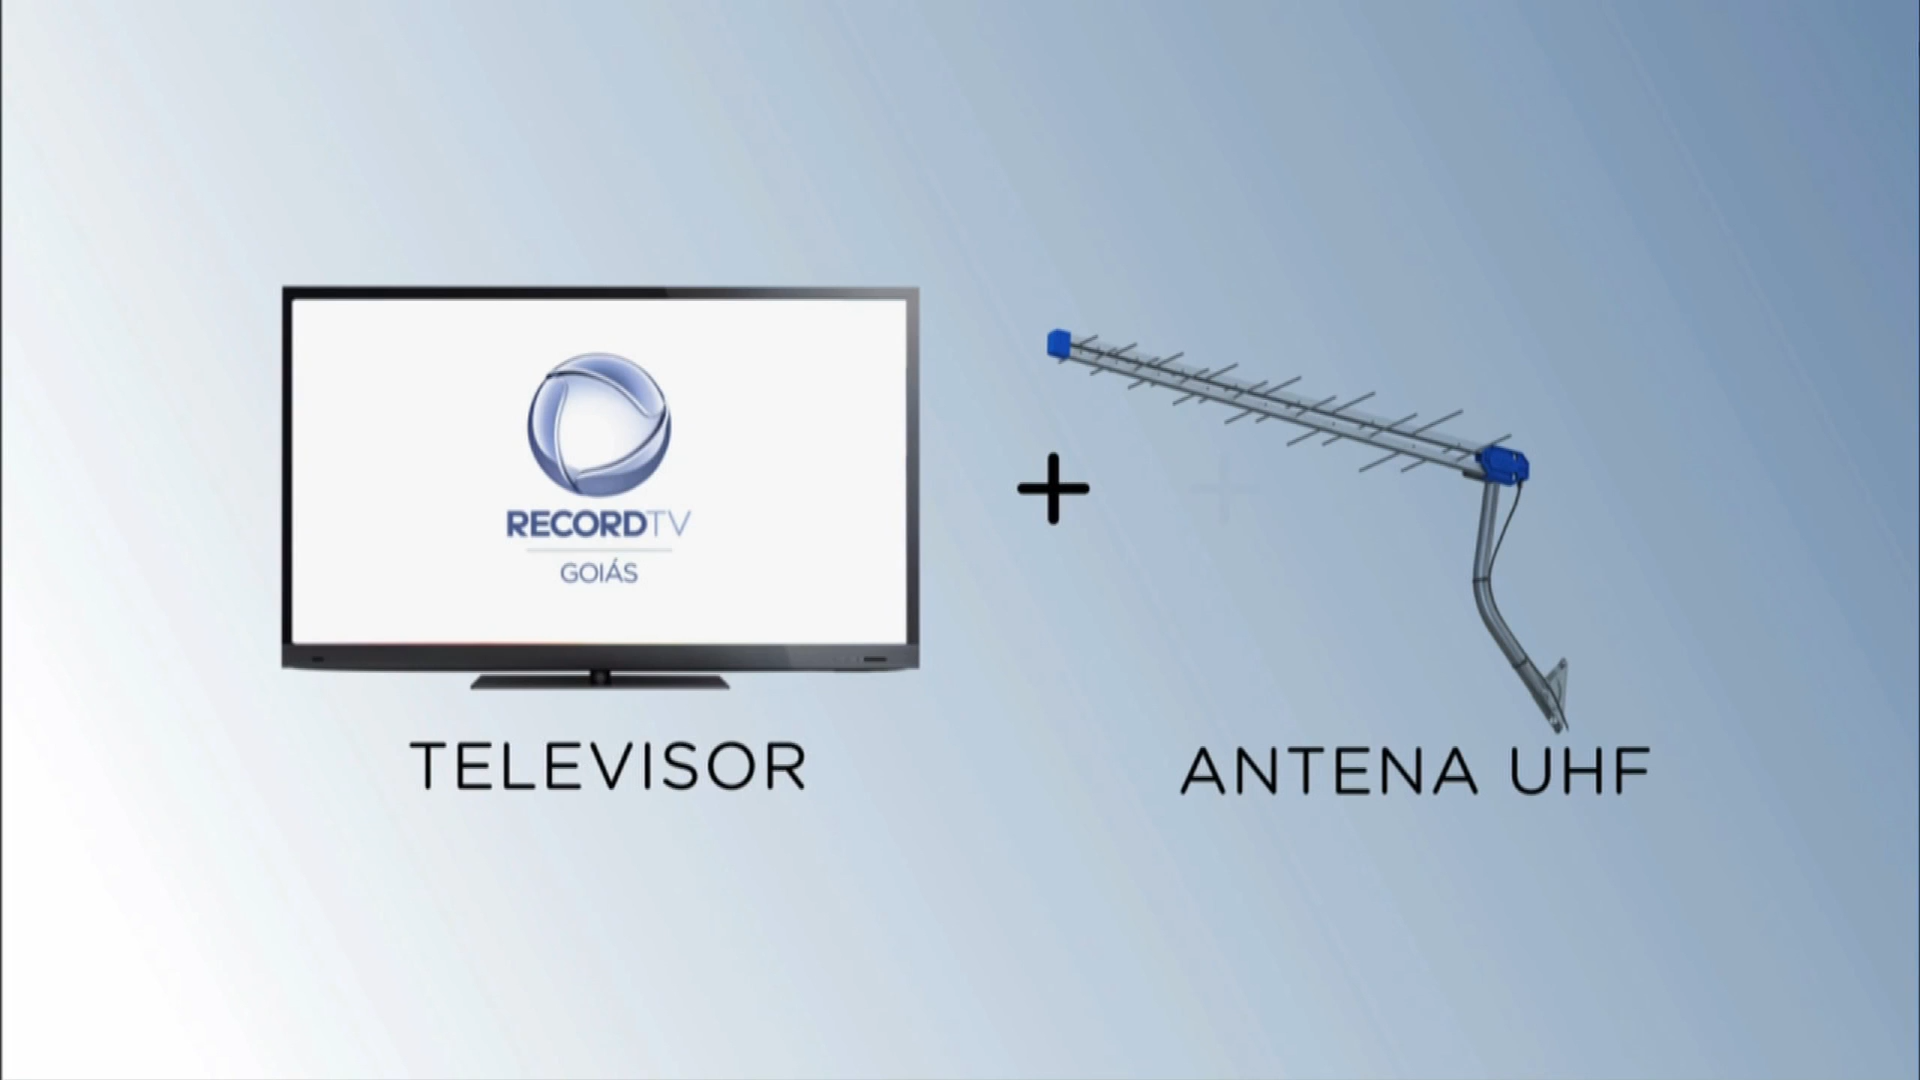 RECORDTV
GOIÁS
+
TELEVISOR
ANTENA UHF